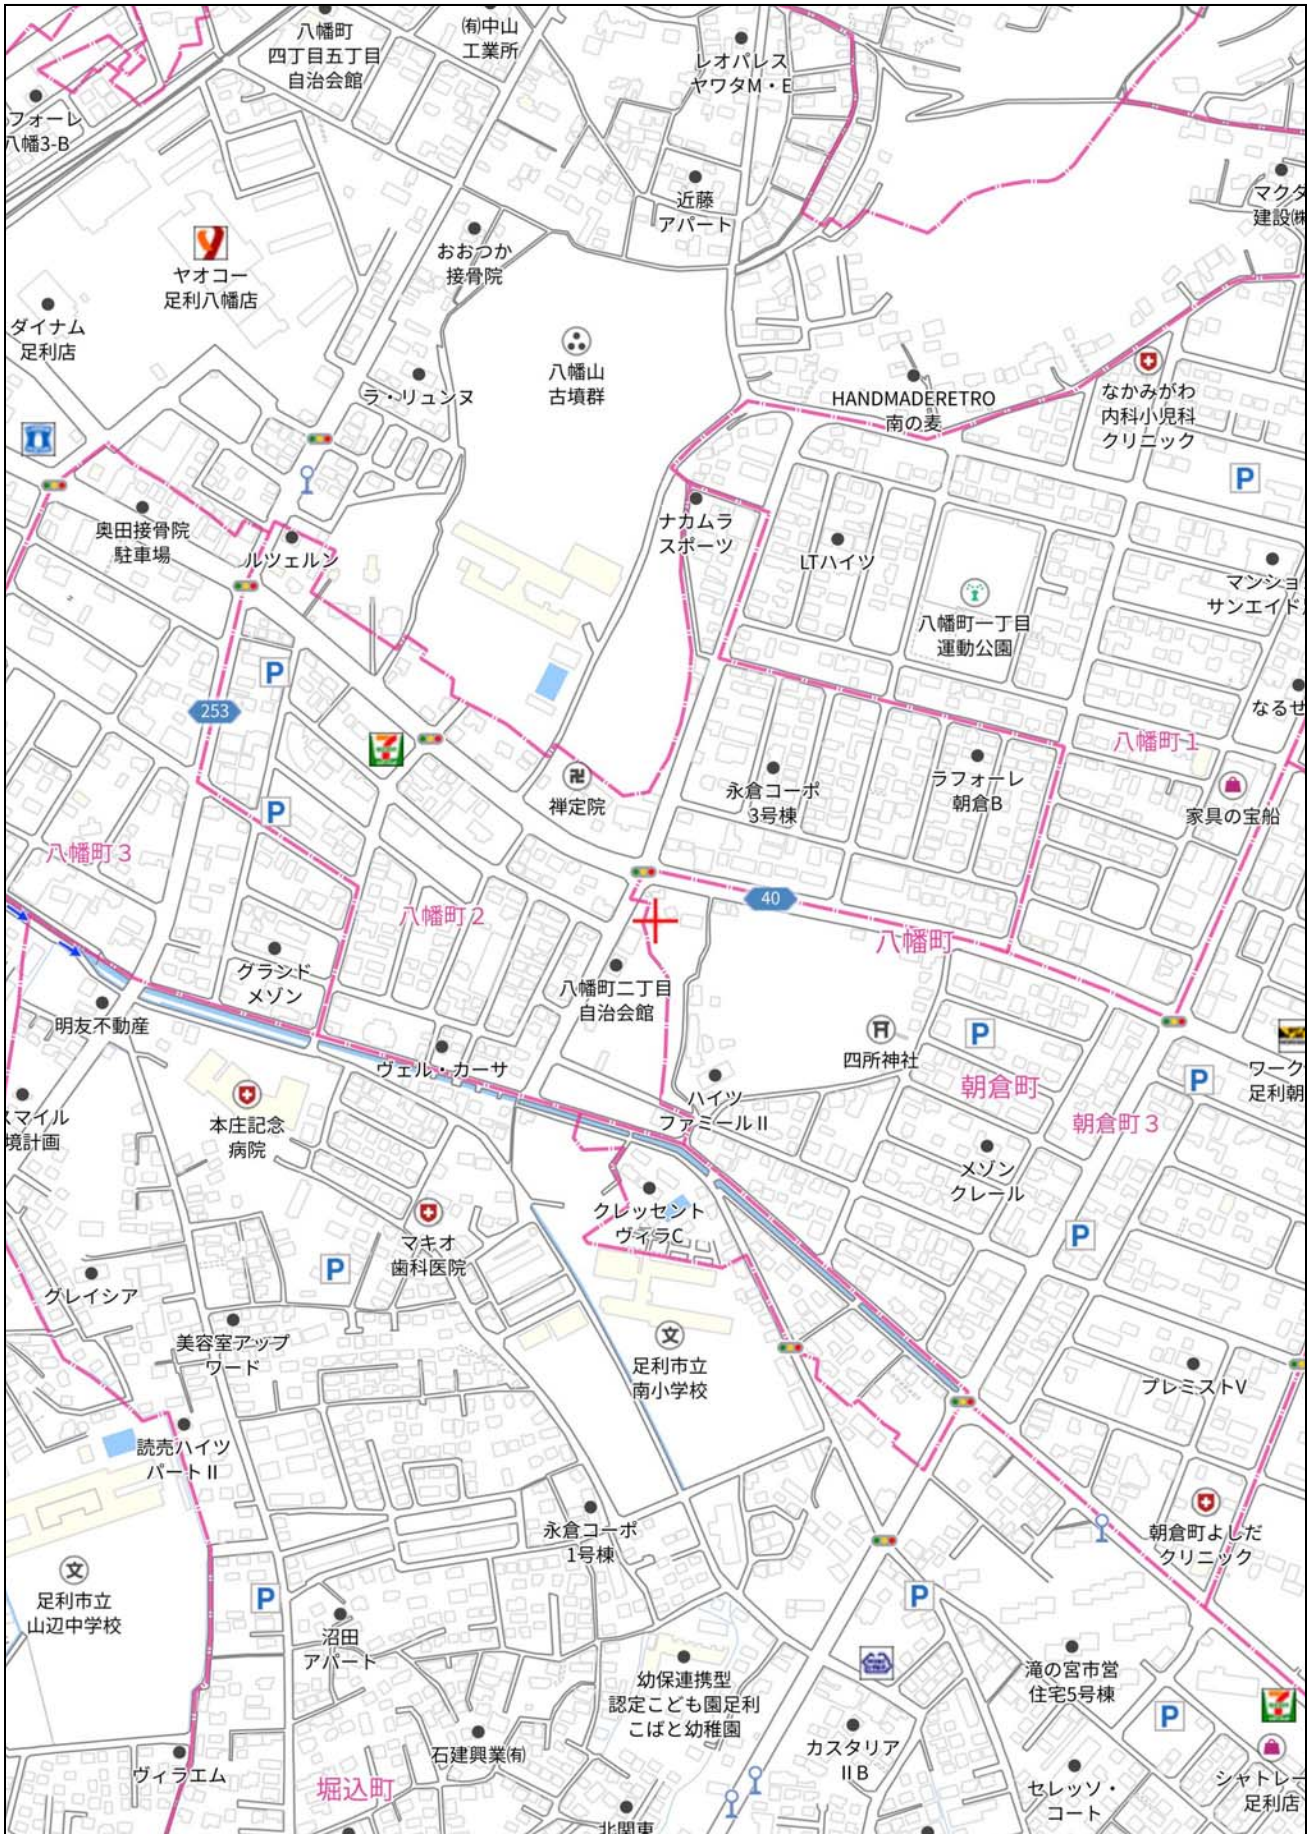 八幡町
四丁目五丁目
自治会館
㈲中山
工業所
レオパレス
ヤワタM・E
フォーレ
八幡3-B
近藤
アパート
マクタ
建設㈱
おおつか
接骨院
ヤオコー
足利八幡店
ダイナム
足利店
八幡山
古墳群
ラ・リュンヌ
HANDMADERETRO
南の麦
なかみがわ
内科小児科
クリニック
P
奥田接骨院
駐車場
ルツェルン
ナカムラ
スポーツ
LTハイツ
マンショ
サンエイド
八幡町一丁目
運動公園
P
253
なるせ
八幡町1
7
禅定院
永倉コーポ
3号棟
ラフォーレ
朝倉B
家具の宝船
P
八幡町3
八幡町2
40
八幡町
グランド
メゾン
八幡町二丁目
自治会館
明友不動産
四所神社
P
ヴェル・カーサ
ワーク
足利朝
P
朝倉町
スマイル
境計画
本庄記念
病院
ハイツ
ファミールⅡ
朝倉町3
メゾン
クレール
クレッセント
ヴィラC
マキオ
歯科医院
P
P
グレイシア
美容室アップ
ワード
文
足利市立
南小学校
プレミストV
読売ハイツ
パートⅡ
永倉コーポ
1号棟
朝倉町よしだ
クリニック
文
足利市立
山辺中学校
P
P
沼田
アパート
幼保連携型
認定こども園足利
こばと幼稚園
滝の宮市営
住宅5号棟
P
7
石建興業㈲
カスタリア
ⅡB
ヴィラエム
堀込町
セレッソ・
コート
シャトレー
足利店
北関東